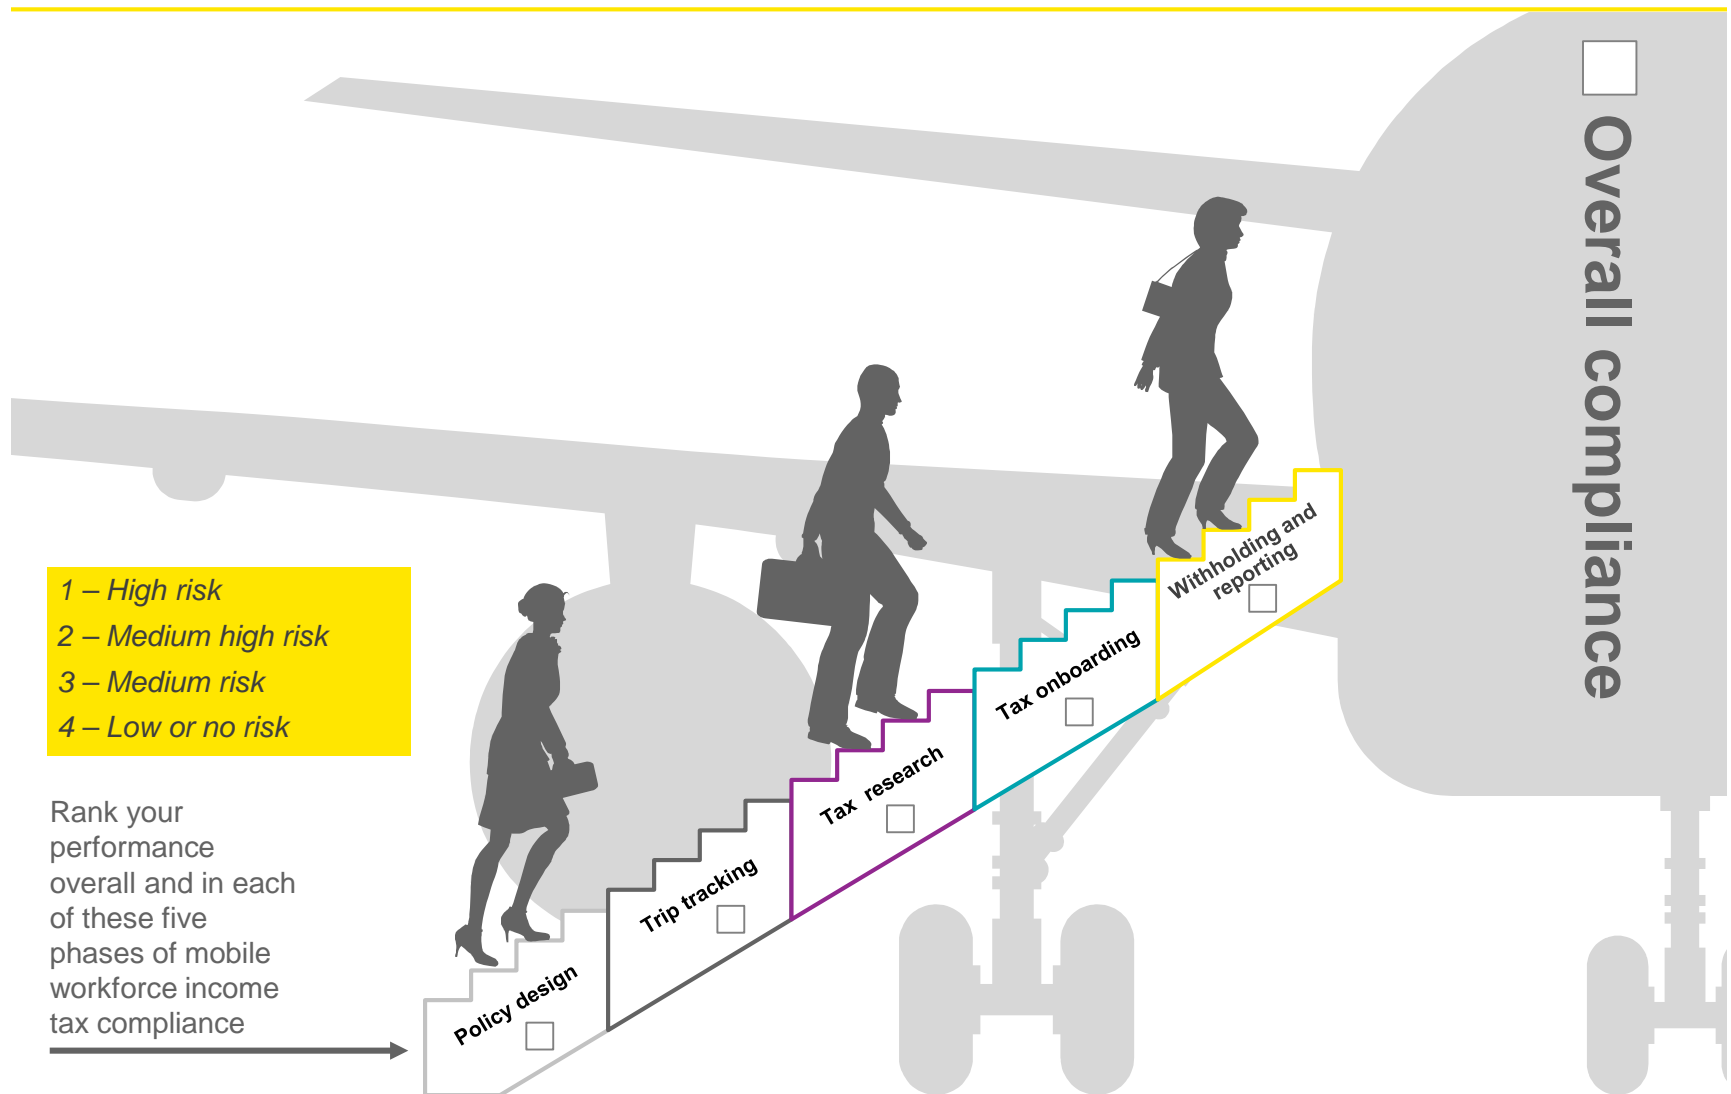 1 – High risk
2 – Medium high risk
3 – Medium risk
4 – Low or no risk
Rank your
performance
overall and in each
of these five
phases of mobile
workforce income
tax compliance
Policy design
Trip tracking
Tax research
Tax onboarding
Withholding and
reporting
Overall compliance